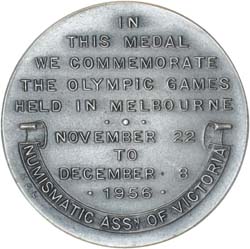 IN
THIS MEDAL
WE COMMEMORATE
THE OLYMPIC GAMES
HELD IN MELBOURNE
NOVEMBER 22
TO
DECEMBER · 8
· 1956 ·
NUMISMATIC ASSN OF VICTORIA